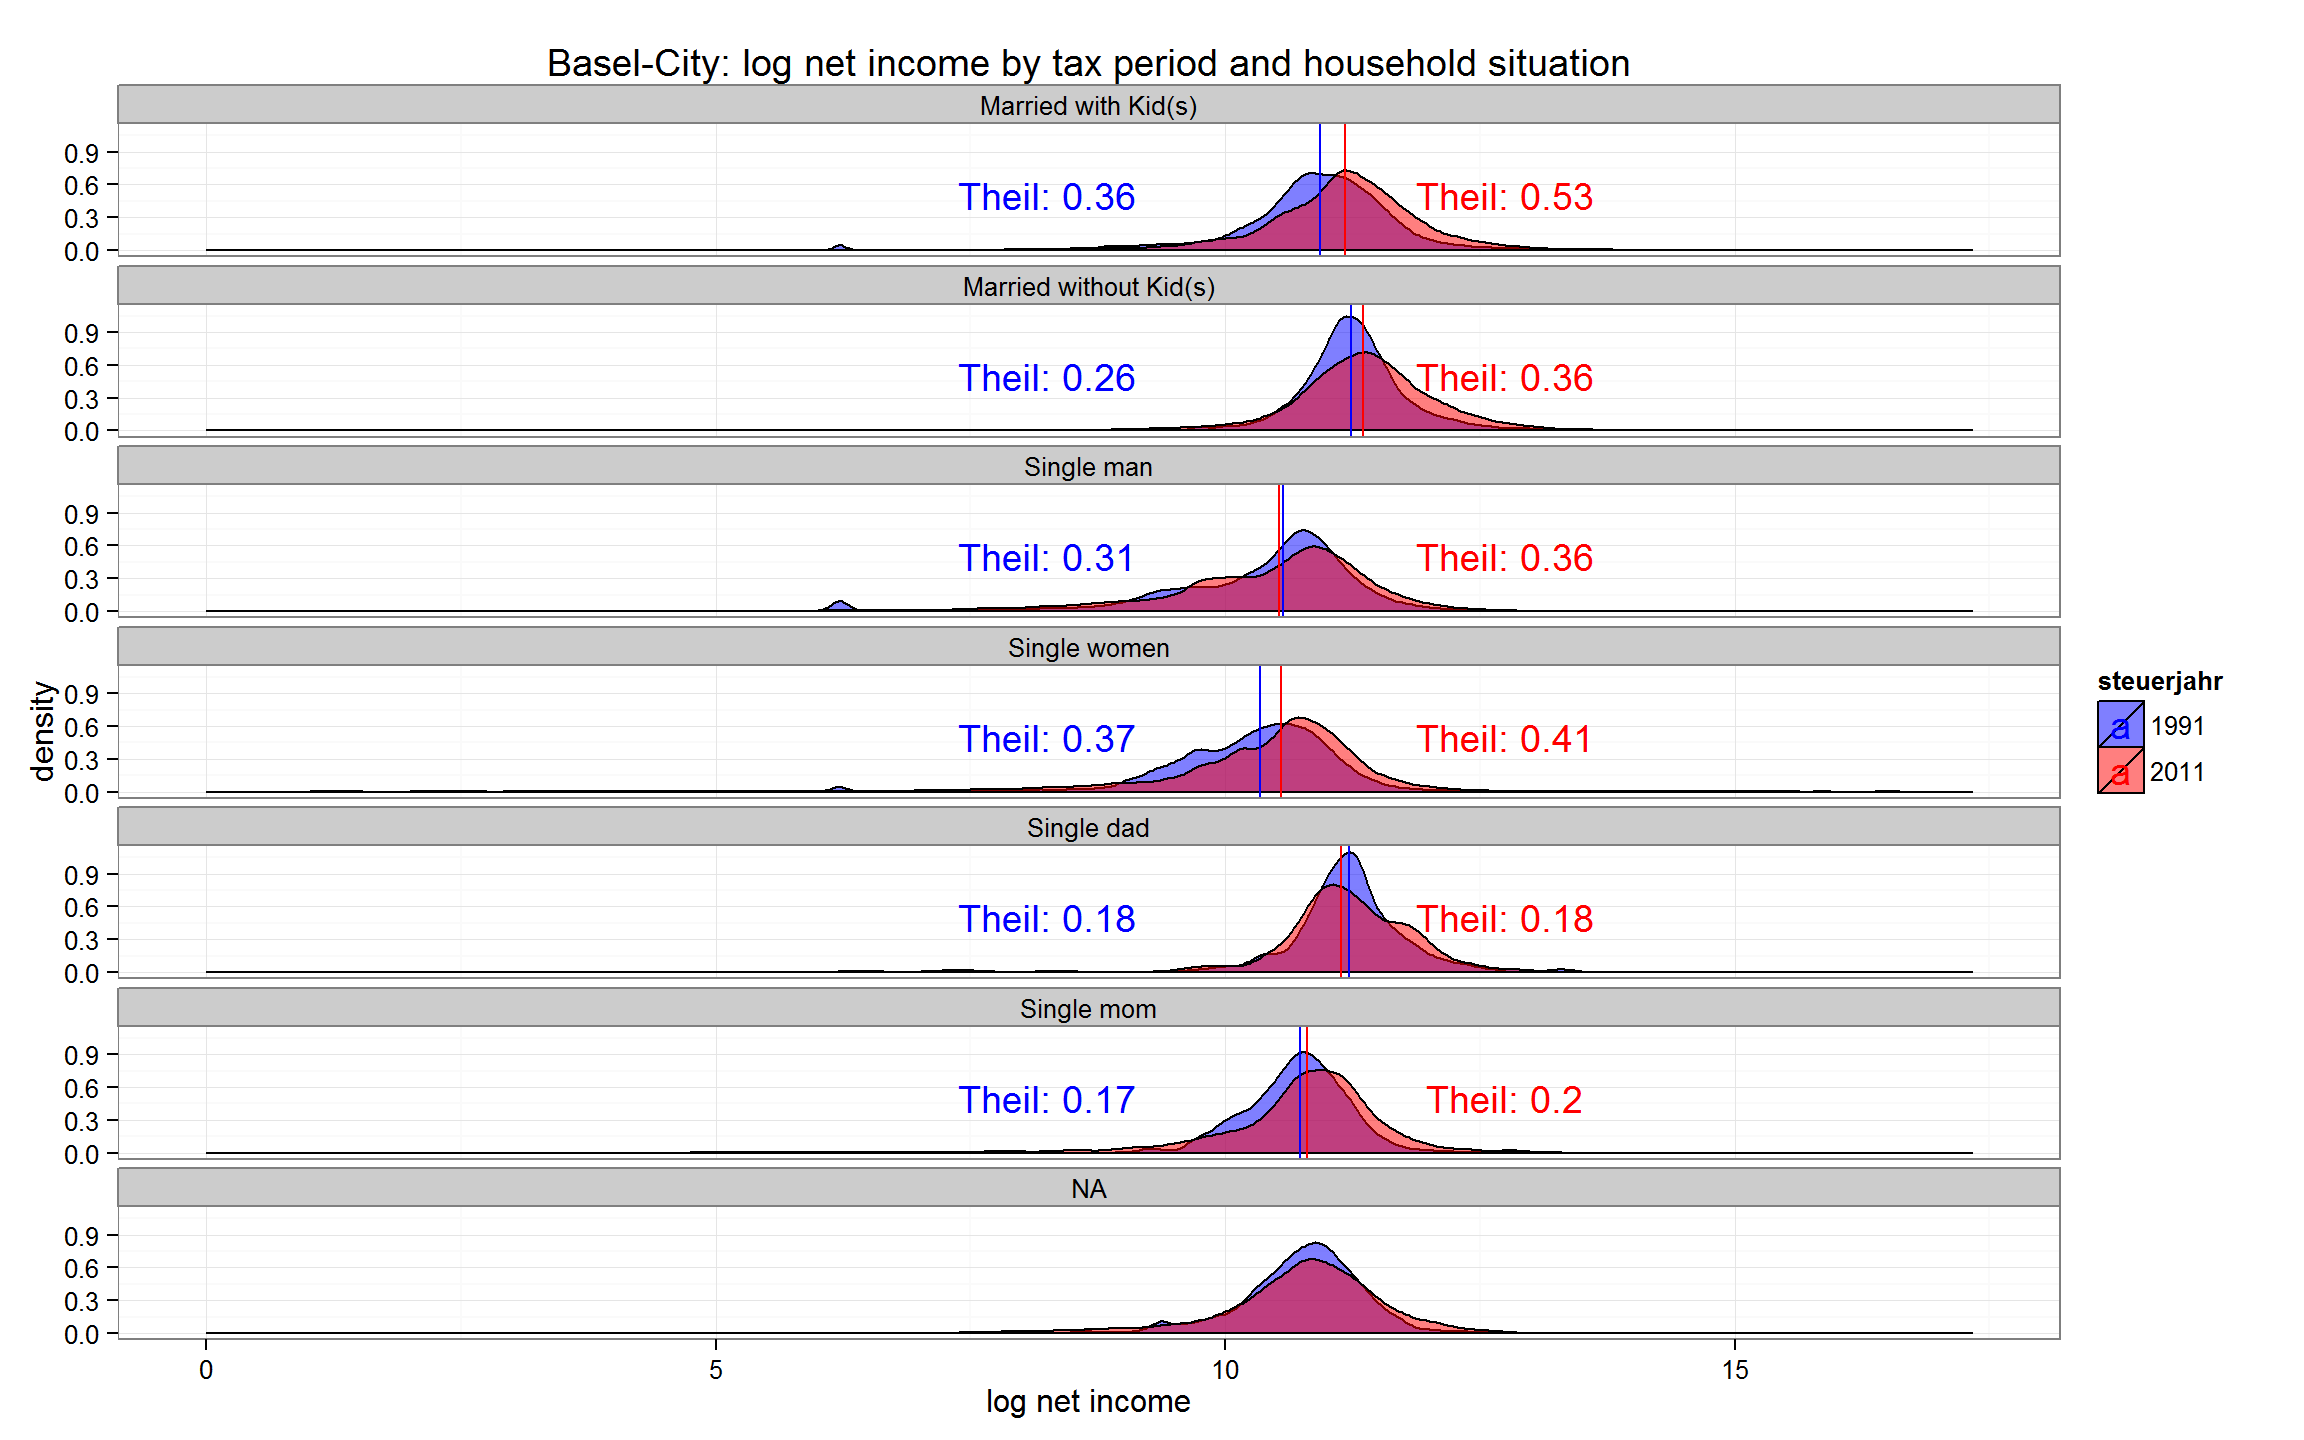 Basel-City: log net income by tax period and household situation
Married with Kid(s)
0.9
0.6
0.3
0.0
Theil: 0.36 Theil: 0.53
Married without Kid(s)
0.9
0.6
0.3
0.0
Theil: 0.26 Theil: 0.36
Single man
0.9
0.6
0.3
0.0
Theil: 0.31 Theil: 0.36
Single women
0.9
0.6
0.3
0.0
Theil: 0.37 Theil: 0.41
Single dad
0.9
0.6
0.3
0.0
Theil: 0.18 Theil: 0.18
Single mom
0.9
0.6
0.3
0.0
Theil: 0.17 Theil: 0.2
NA
0.9
0.6
0.3
0.0
0 5 10 15
log net income
density
steuerjahr
a 1991
a 2011